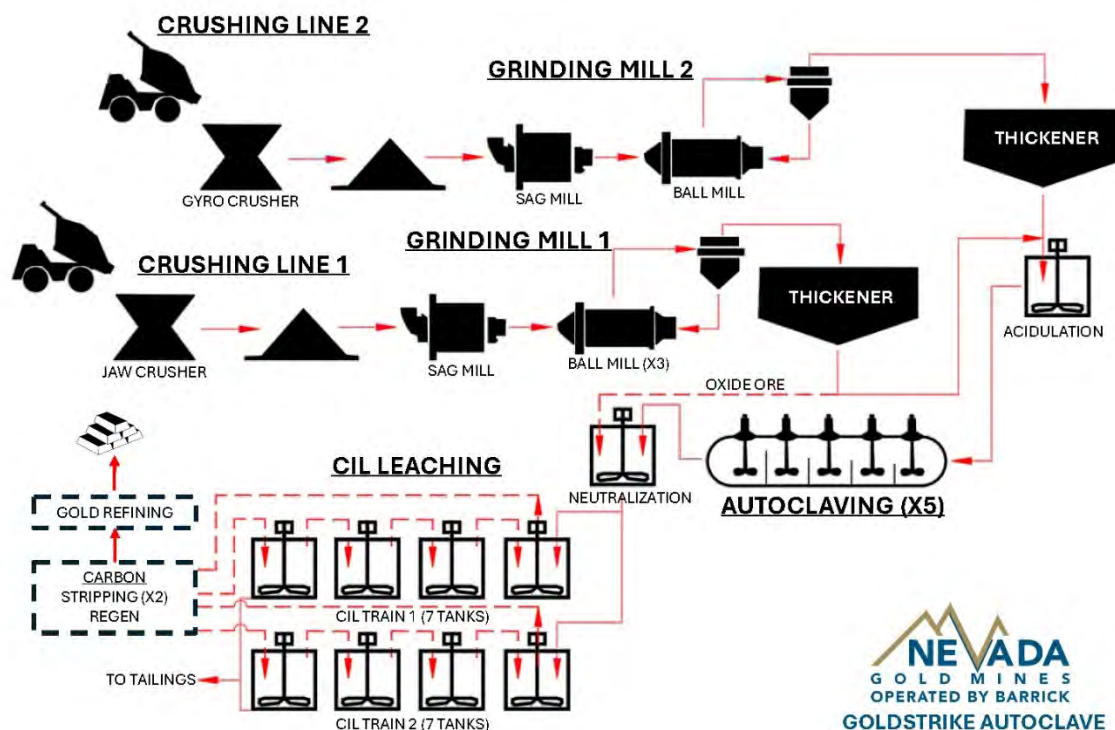 CRUSHING LINE 2
GRINDING MILL 2
THICKENER
GYRO CRUSHER
SAG MILL
BALL MILL
CRUSHING LINE 1
GRINDING MILL 1
THICKENER
ACIDULATION
JAW CRUSHER
SAG MILL
BALL MILL (X3)
OXIDE ORE
CIL LEACHING
NEUTRALIZATION
AUTOCLAVING (X5)
GOLD REFINING
CARBON
STRIPPING (X2)
REGEN
CIL TRAIN 1 (7 TANKS)
TO TAILINGS
CIL TRAIN 2 (7 TANKS)
NEVADA
GOLD MINES
OPERATED BY BARRICK
GOLDSTRIKE AUTOCLAVE